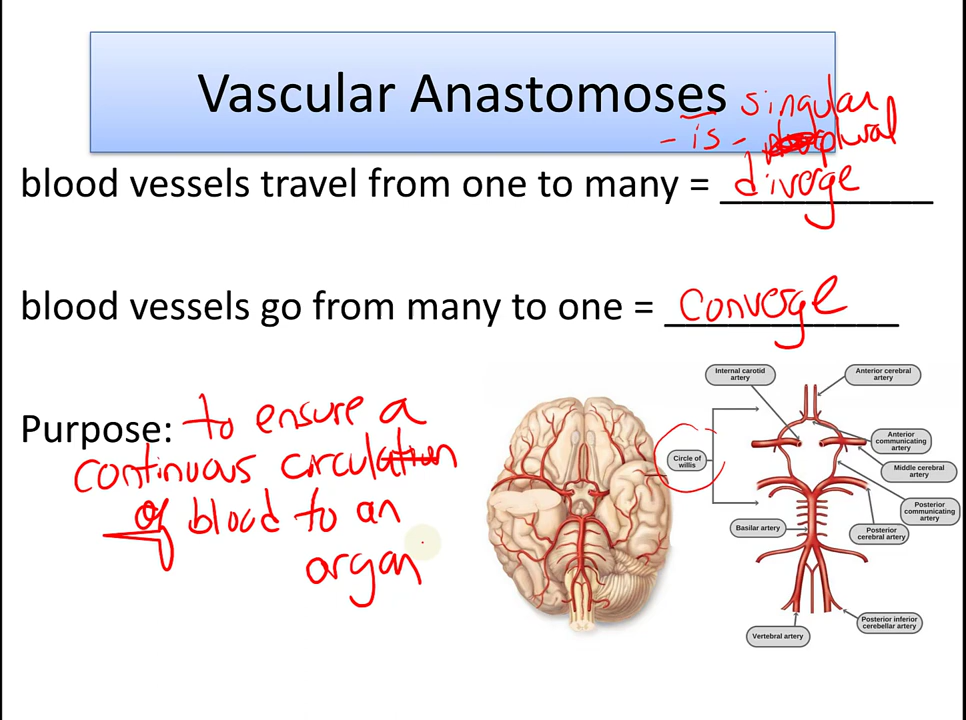 Vascular Anastomoses
singular
- is - plural
blood vessels travel from one to many = diverge
blood vessels go from many to one = converge
Purpose: to ensure a
continuous circulation
of blood to an
organ
Internal carotid
artery
Anterior cerebral
artery
Anterior
communicating
artery
Circle of
willis
Middle cerebral
artery
Posterior
communicating
artery
Basilar artery
Posterior
cerebral artery
Posterior inferior
cerebellar artery
Vertebral artery